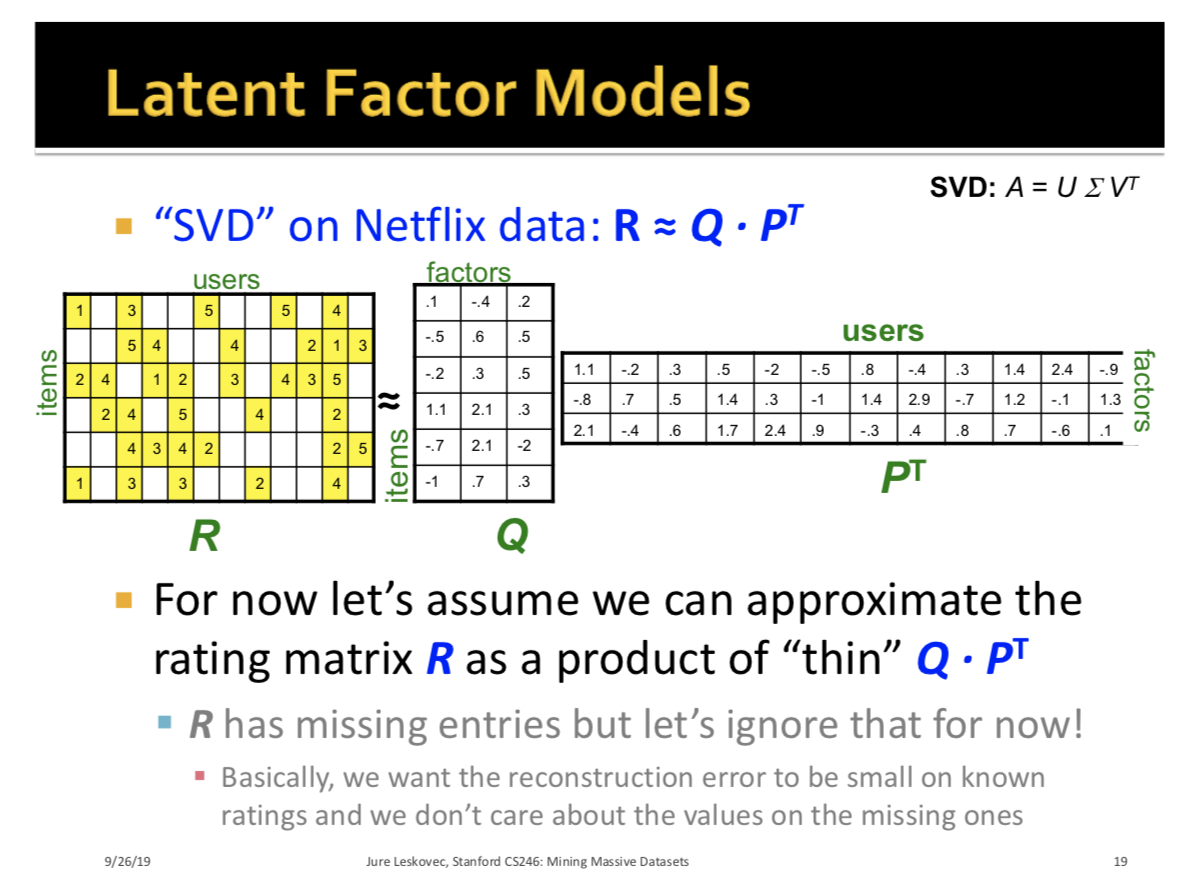 Latent Factor Models
SVD: A = U Σ Vᵀ
“SVD” on Netflix data: R ≈ Q · Pᵀ
users
items
1 3 5 5 4
5 4 4 2 1 3
2 4 1 2 3 4 3 5
2 4 5 4 2
4 3 4 2 2 5
1 3 3 2 4
R
≈
factors
items
.1 -.4 .2
-.5 .6 .5
-.2 .3 .5
1.1 2.1 .3
-.7 2.1 -2
-1 .7 .3
Q
users
factors
1.1 -.2 .3 .5 -2 -.5 .8 -.4 .3 1.4 2.4 -.9
-.8 .7 .5 1.4 .3 -1 1.4 2.9 -.7 1.2 -.1 1.3
2.1 -.4 .6 1.7 2.4 .9 -.3 .4 .8 .7 -.6 .1
Pᵀ
For now let’s assume we can approximate the
rating matrix R as a product of “thin” Q · Pᵀ
R has missing entries but let’s ignore that for now!
Basically, we want the reconstruction error to be small on known
ratings and we don’t care about the values on the missing ones
9/26/19
Jure Leskovec, Stanford CS246: Mining Massive Datasets
19